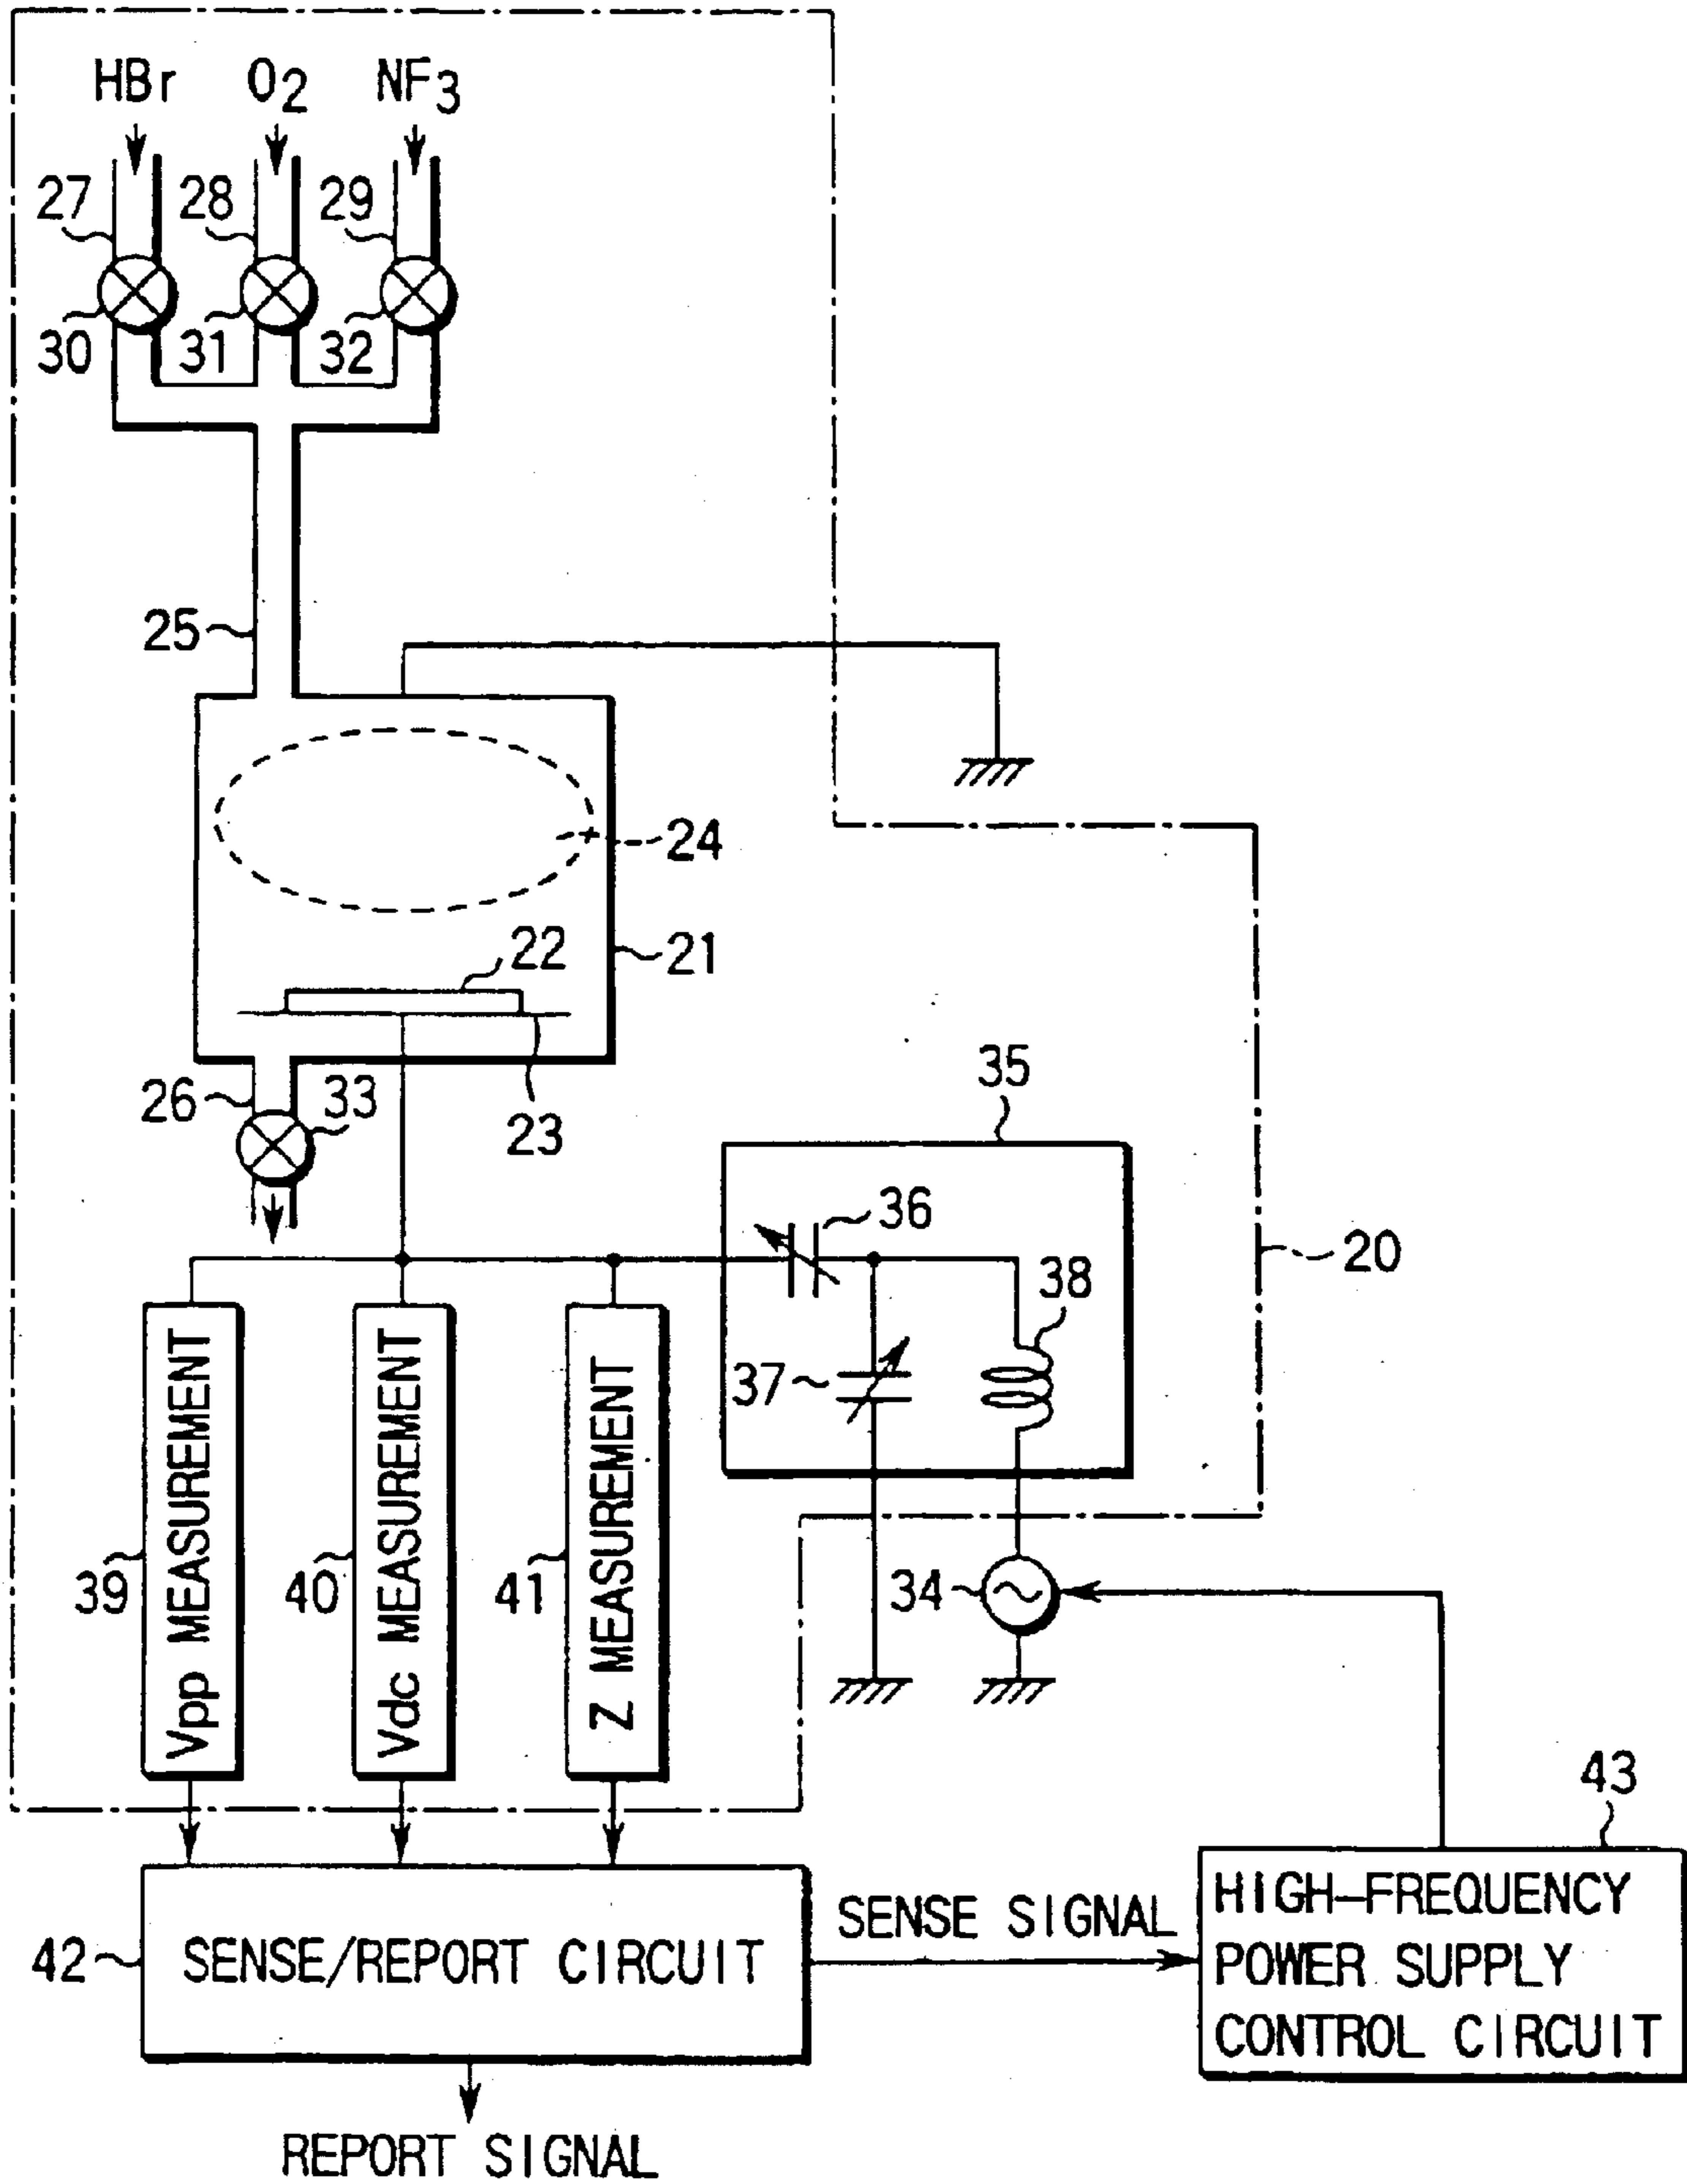 HBr O2 NF3
27 28 29
30 31 32
25
24
22 21
35
26 33 23
36
20
38
37
Vpp MEASUREMENT
Vdc MEASUREMENT
Z MEASUREMENT
39 40 41 34
43
HIGH-FREQUENCY
POWER SUPPLY
CONTROL CIRCUIT
SENSE SIGNAL
42 SENSE/REPORT CIRCUIT
REPORT SIGNAL